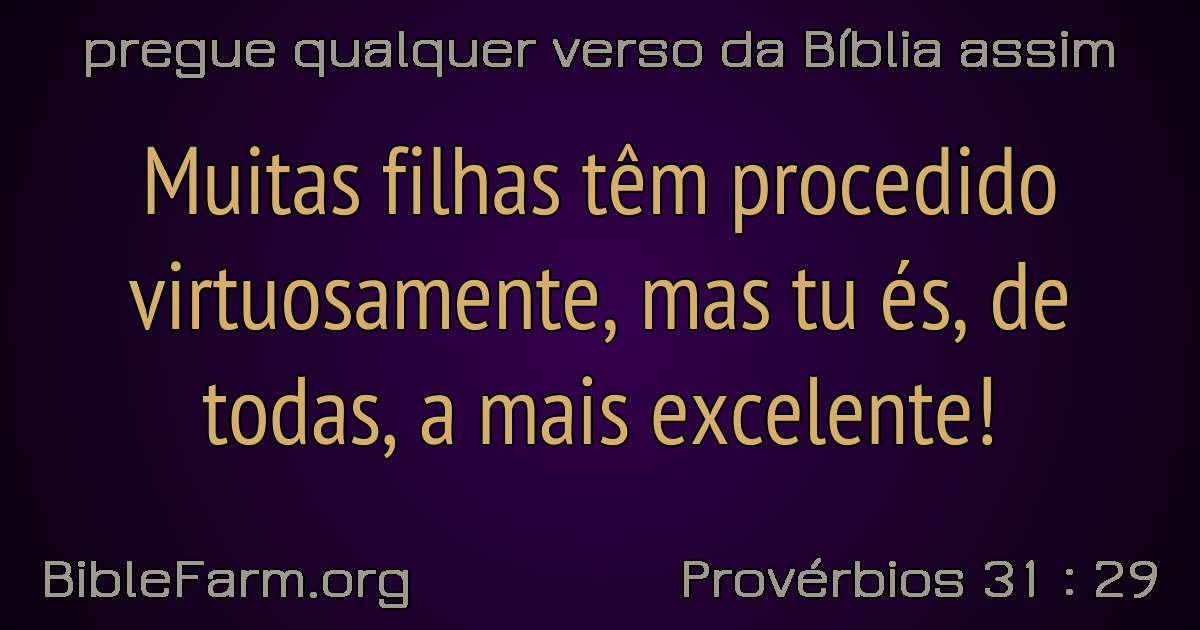 pregue qualquer verso da Bíblia assim
Muitas filhas têm procedido
virtuosamente, mas tu és, de
todas, a mais excelente!
BibleFarm.org
Provérbios 31 : 29